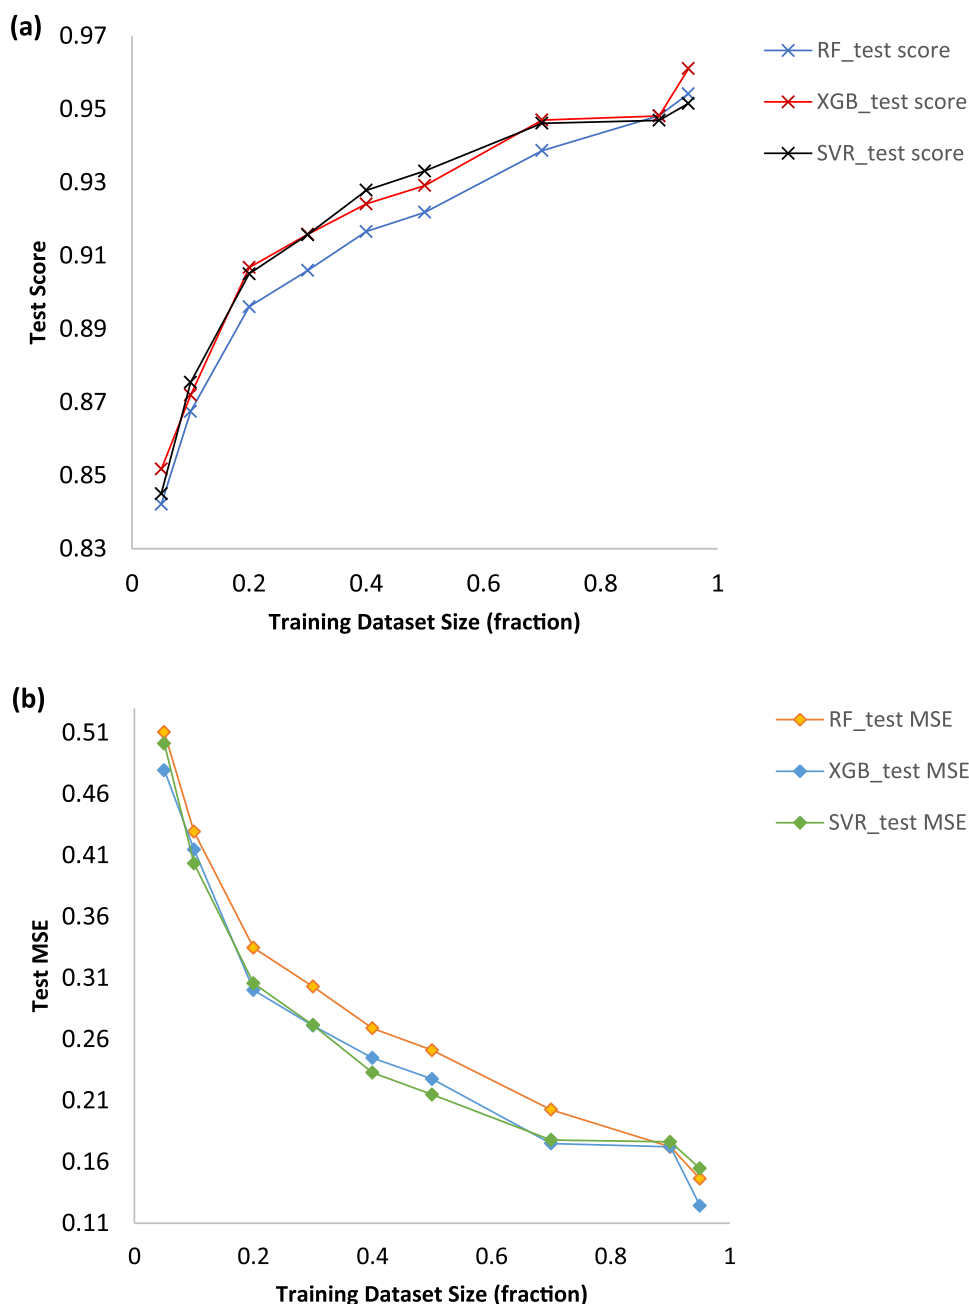 (a)
0.97
0.95
0.93
0.91
0.89
0.87
0.85
0.83
Test Score
0 0.2 0.4 0.6 0.8 1
Training Dataset Size (fraction)
RF_test score
XGB_test score
SVR_test score
(b)
0.51
0.46
0.41
0.36
0.31
0.26
0.21
0.16
0.11
Test MSE
0 0.2 0.4 0.6 0.8 1
Training Dataset Size (fraction)
RF_test MSE
XGB_test MSE
SVR_test MSE